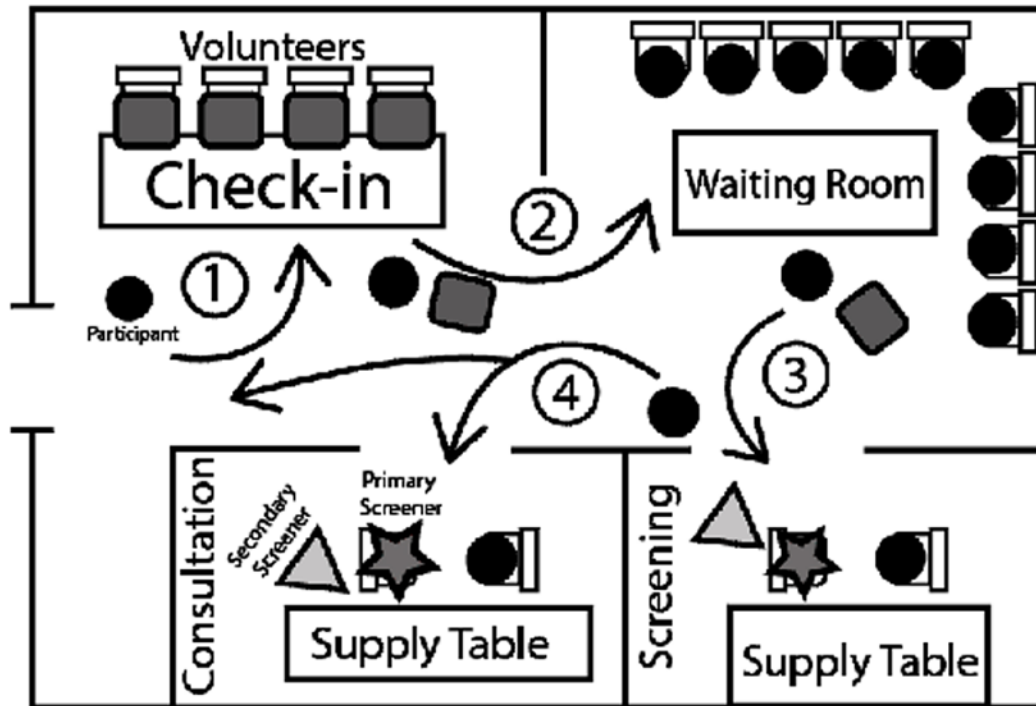 Volunteers
Check-in
Waiting Room
1
2
Participant
3
4
Consultation
Secondary
Screener
Primary
Screener
Supply Table
Screening
Supply Table